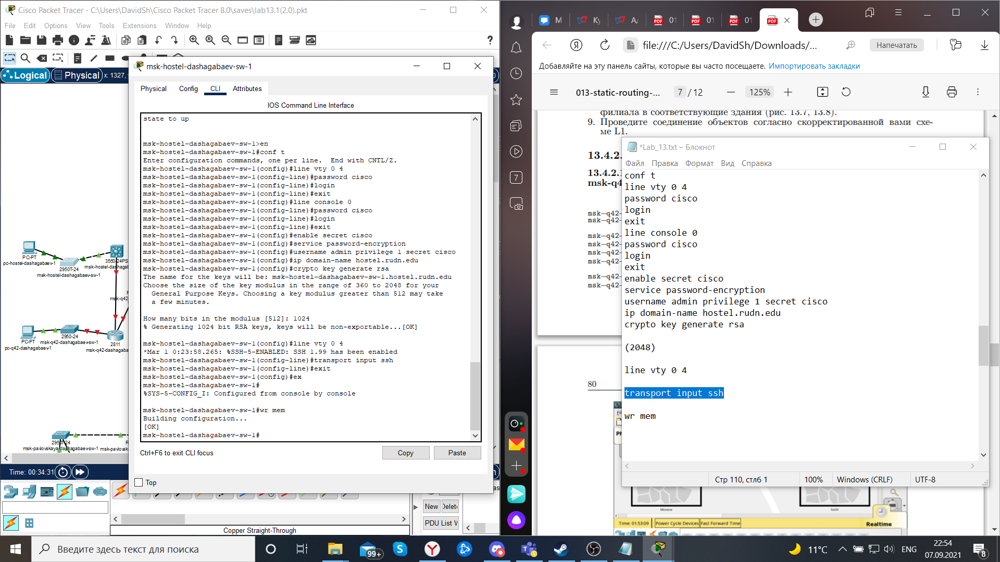 Cisco Packet Tracer - C:\Users\DavidSh\Cisco Packet Tracer 8.0\saves\lab13.1(2.0).pkt
File Edit Options View Tools Extensions Window Help
Logical
Physical
x: 1327,
msk-hostel-dashagabaev-sw-1
Physical Config CLI Attributes
IOS Command Line Interface
state to up
msk-hostel-dashagabaev-sw-1>en
msk-hostel-dashagabaev-sw-1#conf t
Enter configuration commands, one per line. End with CNTL/Z.
msk-hostel-dashagabaev-sw-1(config)#line vty 0 4
msk-hostel-dashagabaev-sw-1(config-line)#password cisco
msk-hostel-dashagabaev-sw-1(config-line)#login
msk-hostel-dashagabaev-sw-1(config-line)#exit
msk-hostel-dashagabaev-sw-1(config)#line console 0
msk-hostel-dashagabaev-sw-1(config-line)#password cisco
msk-hostel-dashagabaev-sw-1(config-line)#login
msk-hostel-dashagabaev-sw-1(config-line)#exit
msk-hostel-dashagabaev-sw-1(config)#enable secret cisco
msk-hostel-dashagabaev-sw-1(config)#service password-encryption
msk-hostel-dashagabaev-sw-1(config)#username admin privilege 1 secret cisco
msk-hostel-dashagabaev-sw-1(config)#ip domain-name hostel.rudn.edu
msk-hostel-dashagabaev-sw-1(config)#crypto key generate rsa
The name for the keys will be: msk-hostel-dashagabaev-sw-1.hostel.rudn.edu
Choose the size of the key modulus in the range of 360 to 2048 for your
General Purpose Keys. Choosing a key modulus greater than 512 may take
a few minutes.
How many bits in the modulus [512]: 1024
% Generating 1024 bit RSA keys, keys will be non-exportable...[OK]
msk-hostel-dashagabaev-sw-1(config)#line vty 0 4
*Mar 1 0:23:58.265: %SSH-5-ENABLED: SSH 1.99 has been enabled
msk-hostel-dashagabaev-sw-1(config-line)#transport input ssh
msk-hostel-dashagabaev-sw-1(config-line)#exit
msk-hostel-dashagabaev-sw-1(config)#ex
msk-hostel-dashagabaev-sw-1#
%SYS-5-CONFIG_I: Configured from console by console
msk-hostel-dashagabaev-sw-1#wr mem
Building configuration...
[OK]
msk-hostel-dashagabaev-sw-1#
Ctrl+F6 to exit CLI focus
Copy
Paste
Top
PC-PT
pc-hostel-dashagabaev-1
2950T-24
msk-hostel-dashagabaev-sw-1
3560-24PS
msk-hostel-dashaga
msk-q42
PC-PT
pc-q42-dashagabaev-1
2950-24
msk-q42-dashagabaev-sw-1
2811
msk-q42-dashagaba
2950T-24
msk-pavlovskaya-dashagabaev-sw-1
msk-pavlovsk
Time: 00:34:31
New
PDU List W
Copper Straight-Through
М
Ку
01
01
01
file:///C:/Users/DavidSh/Downloads/...
Напечатать
Добавляйте на эту панель сайты, которые вы часто посещаете. Импортировать закладки
013-static-routing-...
7 / 12
125%
филиала в соответствующие здания (рис. 13.7, 13.8).
9. Проведите соединение объектов согласно скорректированной вами схе-
ме L1.
13.4.2.
13.4.2.1
msk-q4
msk-q42-
msk-q42-
msk-q42-
msk-q42-
msk-q42-
msk-q42-
msk-q42-
msk-q42-
80
*Lab_13.txt – Блокнот
Файл Правка Формат Вид Справка
conf t
line vty 0 4
password cisco
login
exit
line console 0
password cisco
login
exit
enable secret cisco
service password-encryption
username admin privilege 1 secret cisco
ip domain-name hostel.rudn.edu
crypto key generate rsa
(2048)
line vty 0 4
transport input ssh
wr mem
Стр 110, стлб 1
100%
Windows (CRLF)
UTF-8
Moscow
Sochi
Time: 01:53:09
Power Cycle Devices
Fast Forward Time
Realtime
7
Введите здесь текст для поиска
99+
11°C
ENG
22:54
07.09.2021
8